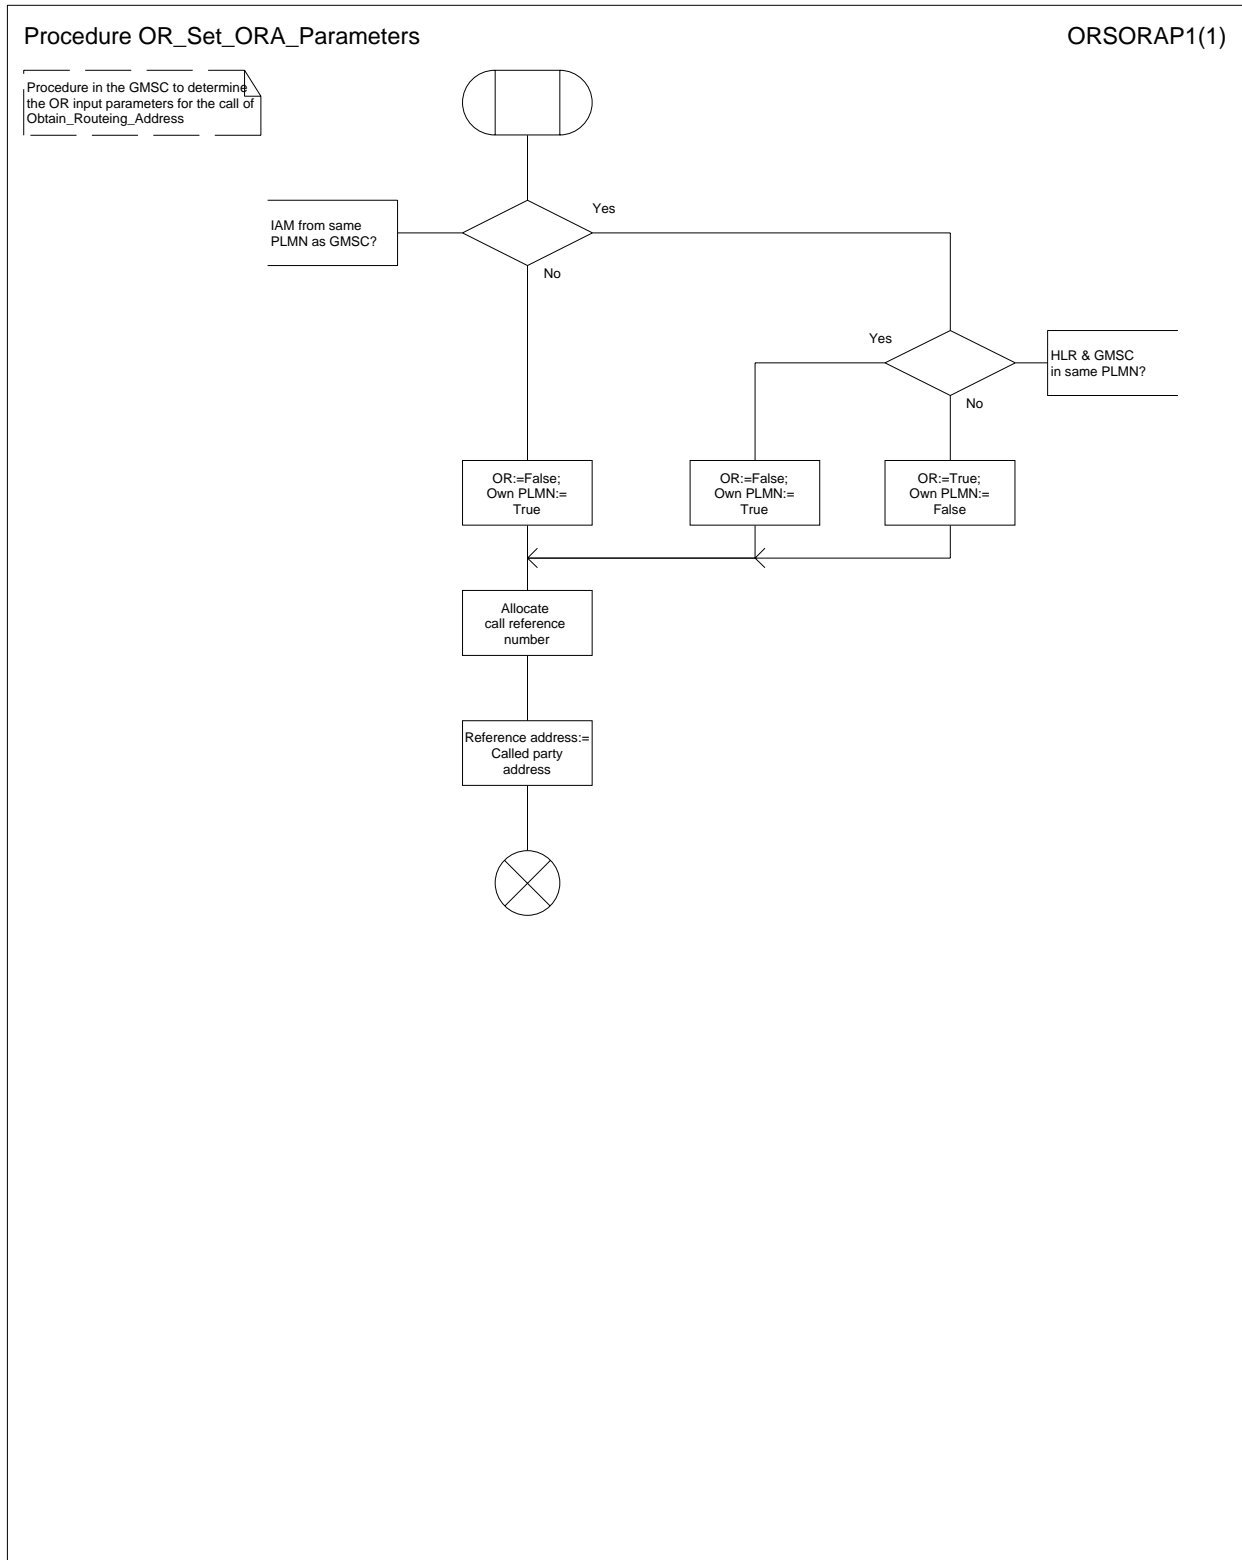 Procedure OR_Set_ORA_Parameters
ORSORAP1(1)
Procedure in the GMSC to determine
the OR input parameters for the call of
Obtain_Routeing_Address
IAM from same
PLMN as GMSC?
Yes
No
Yes
HLR & GMSC
in same PLMN?
No
OR:=False;
Own PLMN:=
True
OR:=False;
Own PLMN:=
True
OR:=True;
Own PLMN:=
False
Allocate
call reference
number
Reference address:=
Called party
address